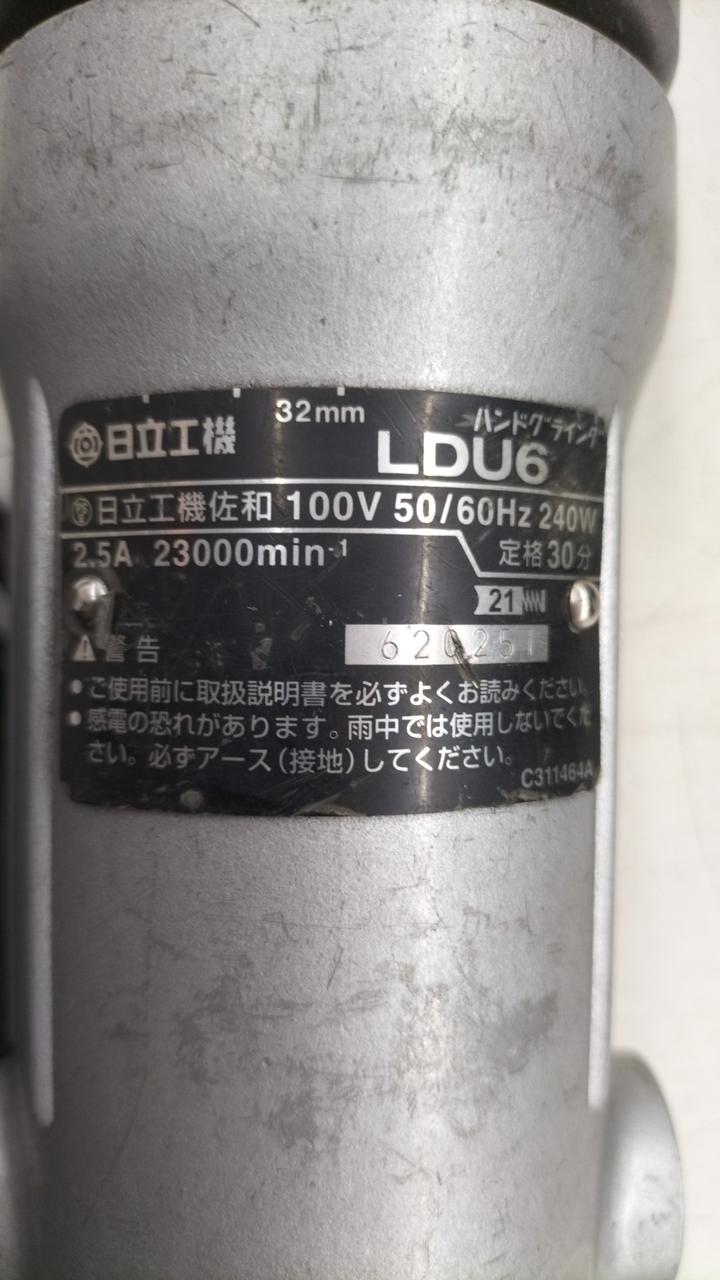 32mm
日立工機
ハンドグラインダ
LDU6
日立工機佐和 100V 50/60Hz 240W
2.5A 23000min-1
定格30分
21
警告
620251
•ご使用前に取扱説明書を必ずよくお読みください。
•感電の恐れがあります。雨中では使用しないでくだ
さい。必ずアース(接地)してください。
C311464A